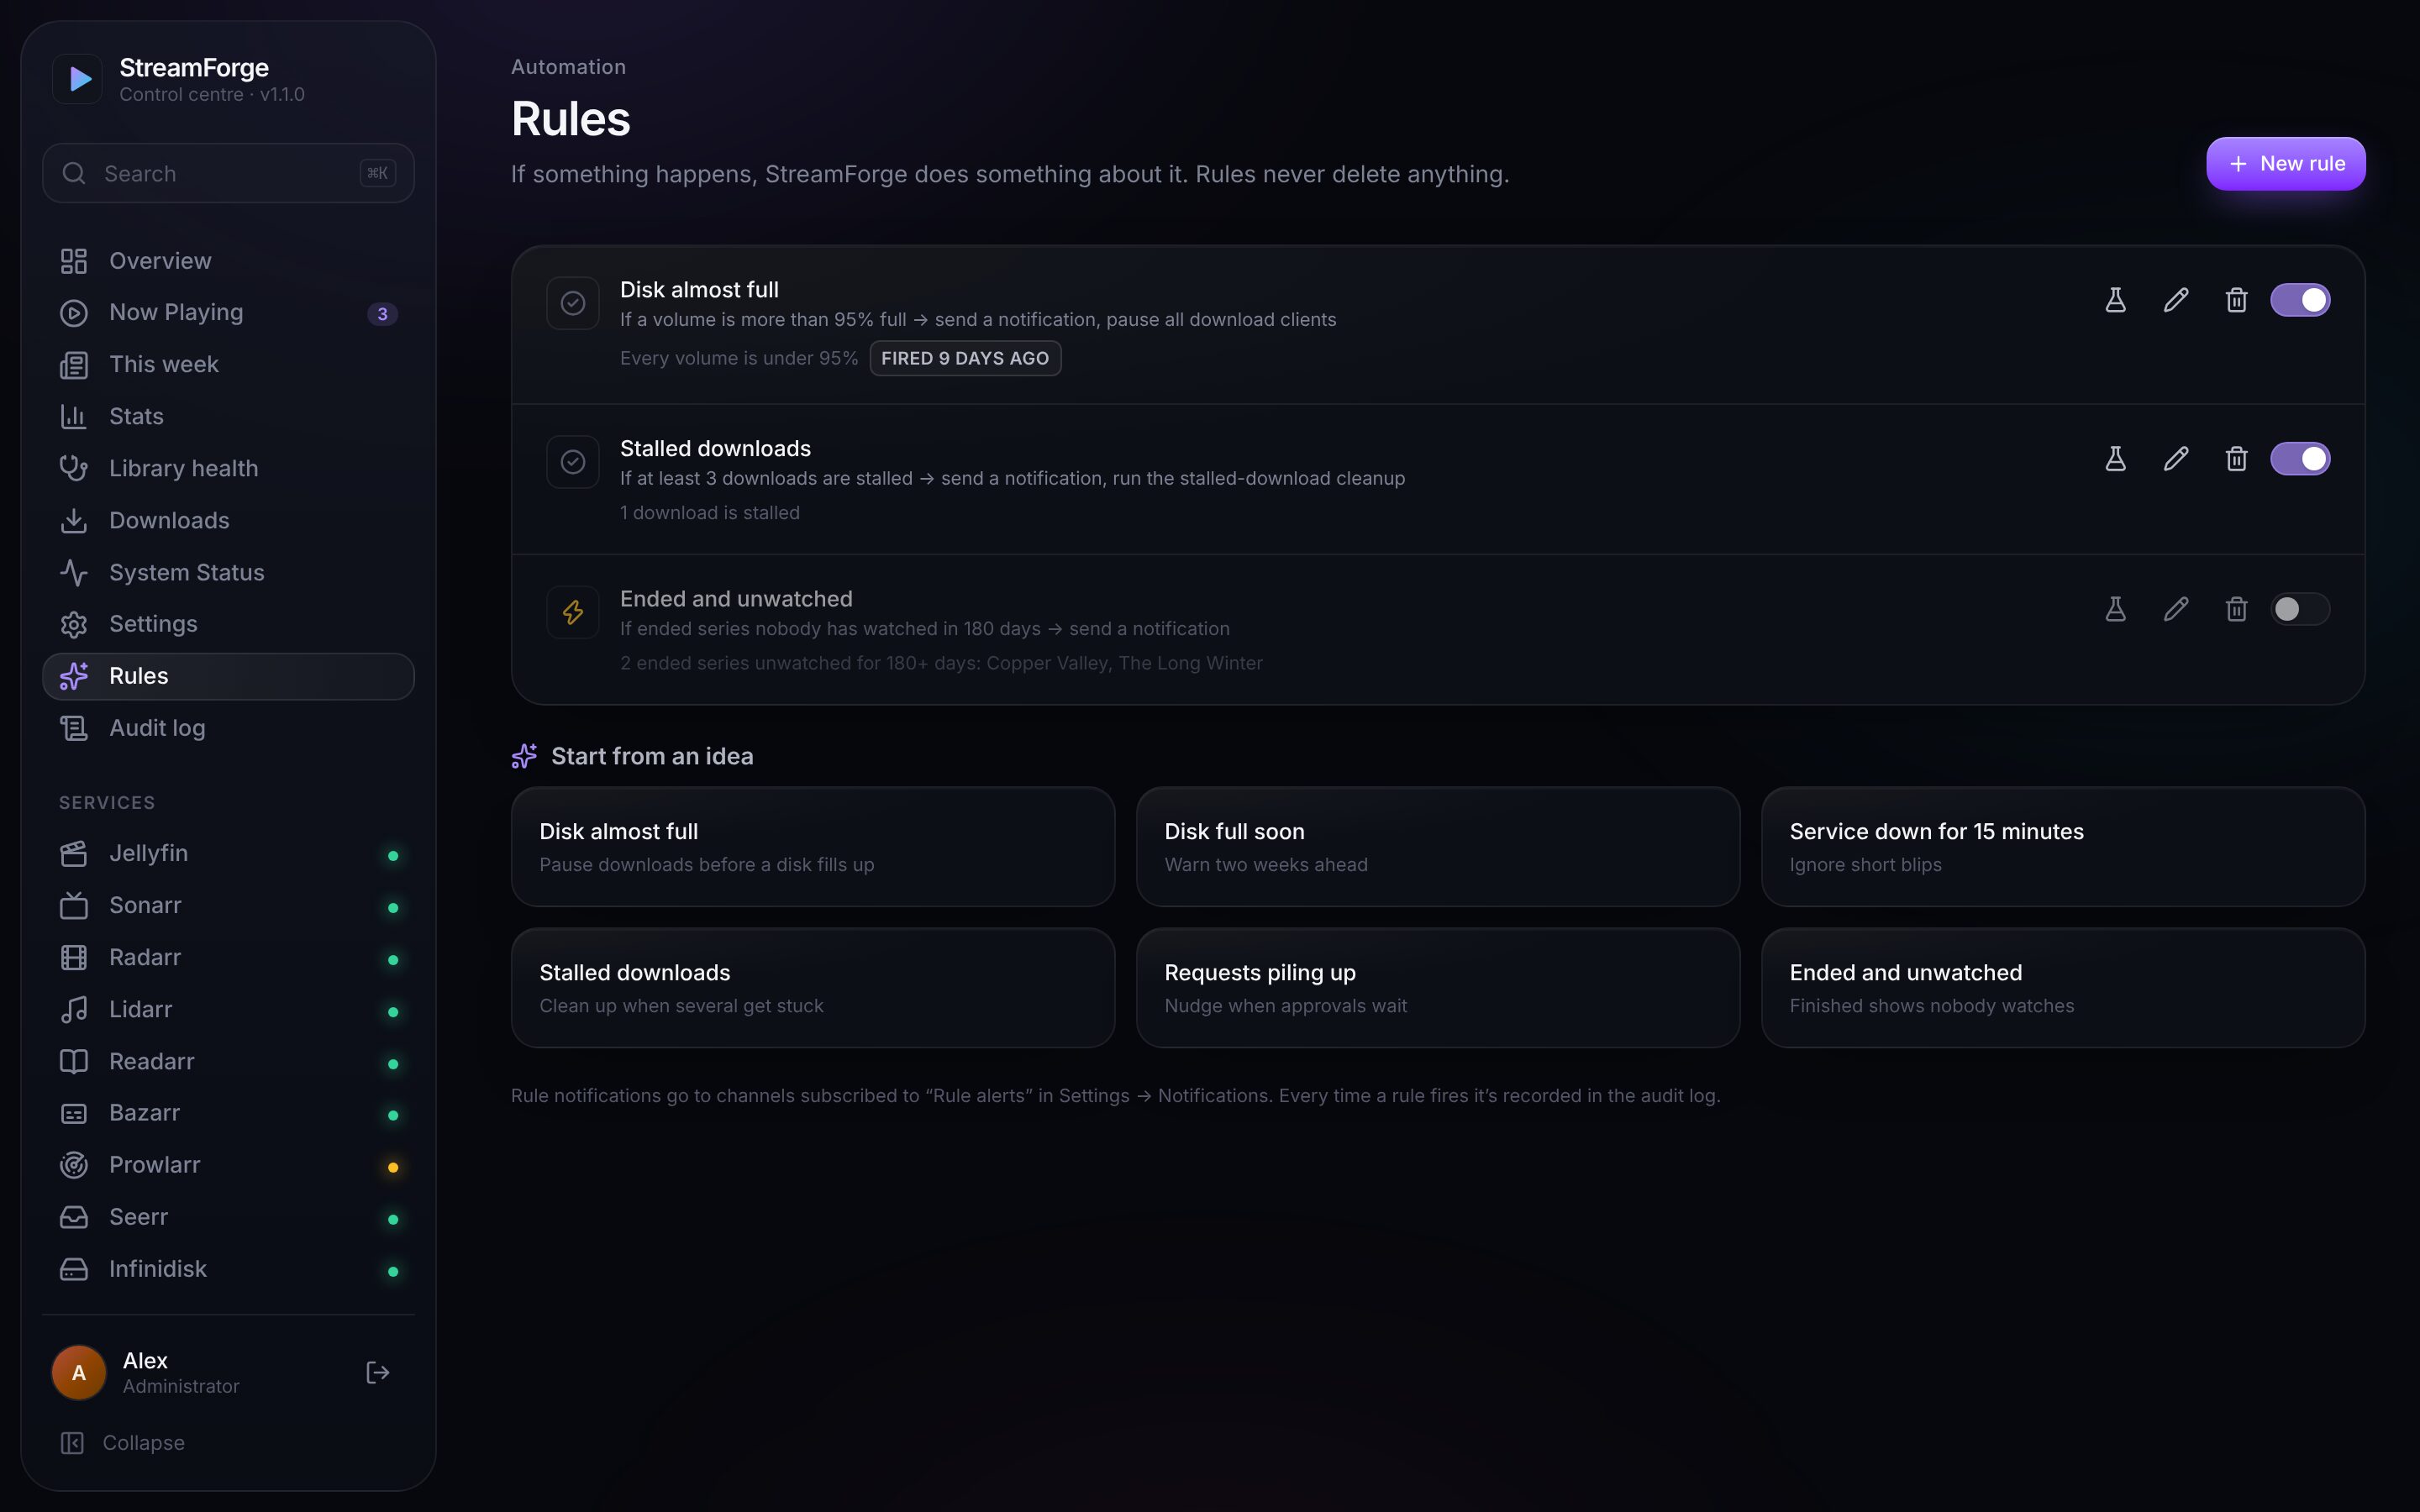 StreamForge
Control centre · v1.1.0
Search
⌘K
Overview
Now Playing
3
This week
Stats
Library health
Downloads
System Status
Settings
Rules
Audit log
SERVICES
Jellyfin
Sonarr
Radarr
Lidarr
Readarr
Bazarr
Prowlarr
Seerr
Infinidisk
A
Alex
Administrator
Collapse
Automation
Rules
If something happens, StreamForge does something about it. Rules never delete anything.
New rule
Disk almost full
If a volume is more than 95% full → send a notification, pause all download clients
Every volume is under 95% FIRED 9 DAYS AGO
Stalled downloads
If at least 3 downloads are stalled → send a notification, run the stalled-download cleanup
1 download is stalled
Ended and unwatched
If ended series nobody has watched in 180 days → send a notification
2 ended series unwatched for 180+ days: Copper Valley, The Long Winter
Start from an idea
Disk almost full
Pause downloads before a disk fills up
Disk full soon
Warn two weeks ahead
Service down for 15 minutes
Ignore short blips
Stalled downloads
Clean up when several get stuck
Requests piling up
Nudge when approvals wait
Ended and unwatched
Finished shows nobody watches
Rule notifications go to channels subscribed to “Rule alerts” in Settings → Notifications. Every time a rule fires it’s recorded in the audit log.